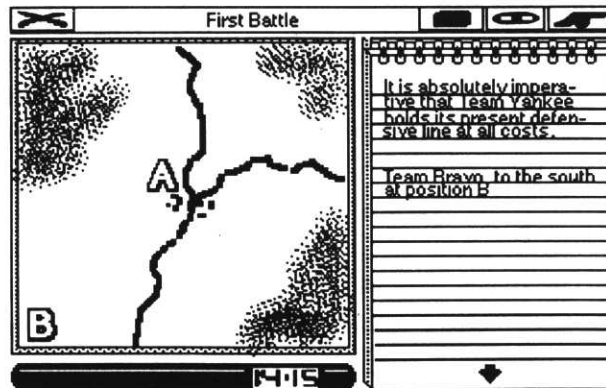 First Battle
It is absolutely impera-
tive that Team Yankee
holds its present defen-
sive line at all costs.
Team Bravo, to the south
at position B
A
B
14:15